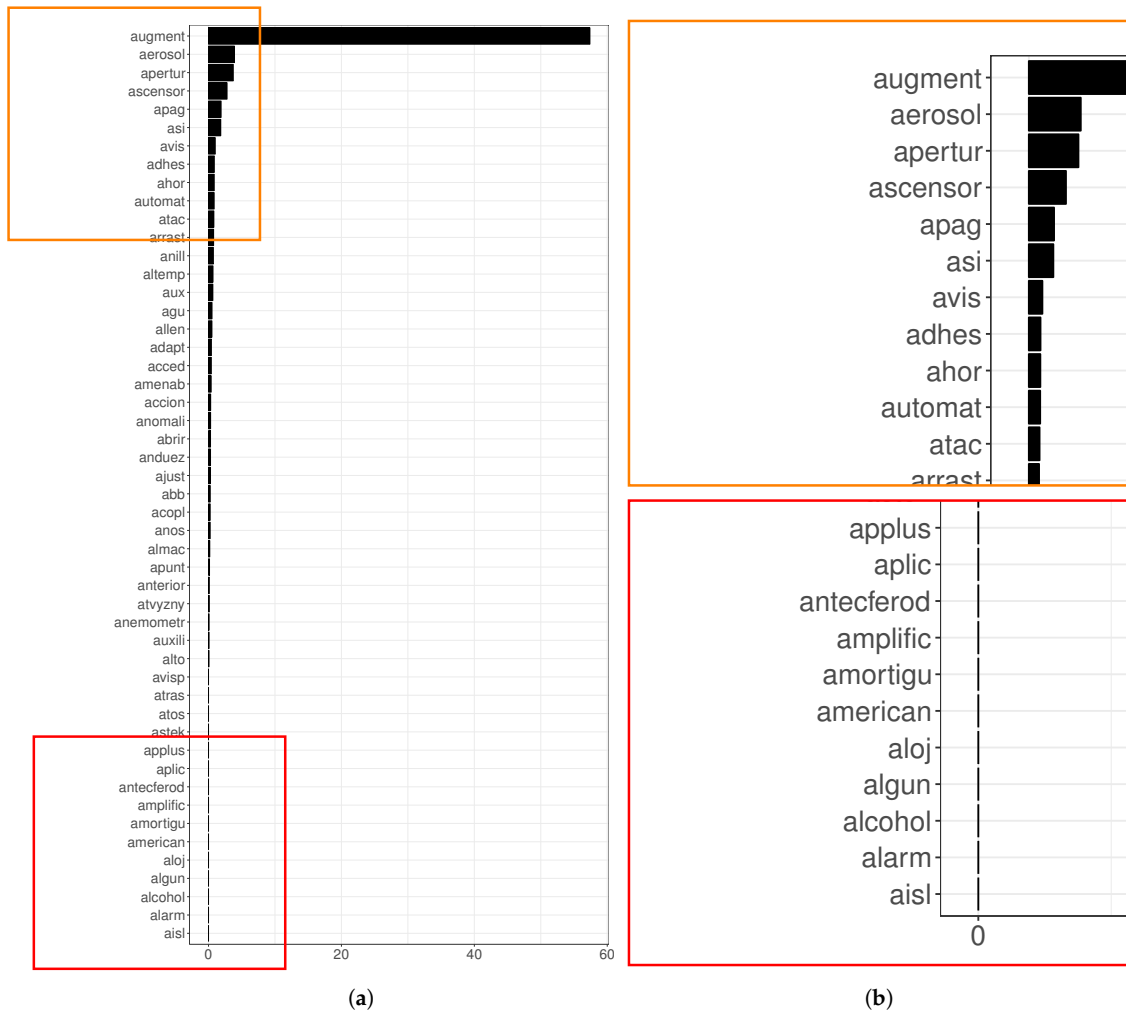 augment
aerosol
apertur
ascensor
apag
asi
avis
adhes
ahor
automat
atac
arrast
anill
altemp
aux
agu
allen
adapt
acced
amenab
accion
anomali
abrir
anduez
ajust
abb
acopl
anos
almac
apunt
anterior
atvyzny
anemometr
auxili
alto
avisp
atras
atos
astek
applus
aplic
antecferod
amplific
amortigu
american
aloj
algun
alcohol
alarm
aisl
0 20 40 60
(a)
augment
aerosol
apertur
ascensor
apag
asi
avis
adhes
ahor
automat
atac
arrast
applus
aplic
antecferod
amplific
amortigu
american
aloj
algun
alcohol
alarm
aisl
0
(b)